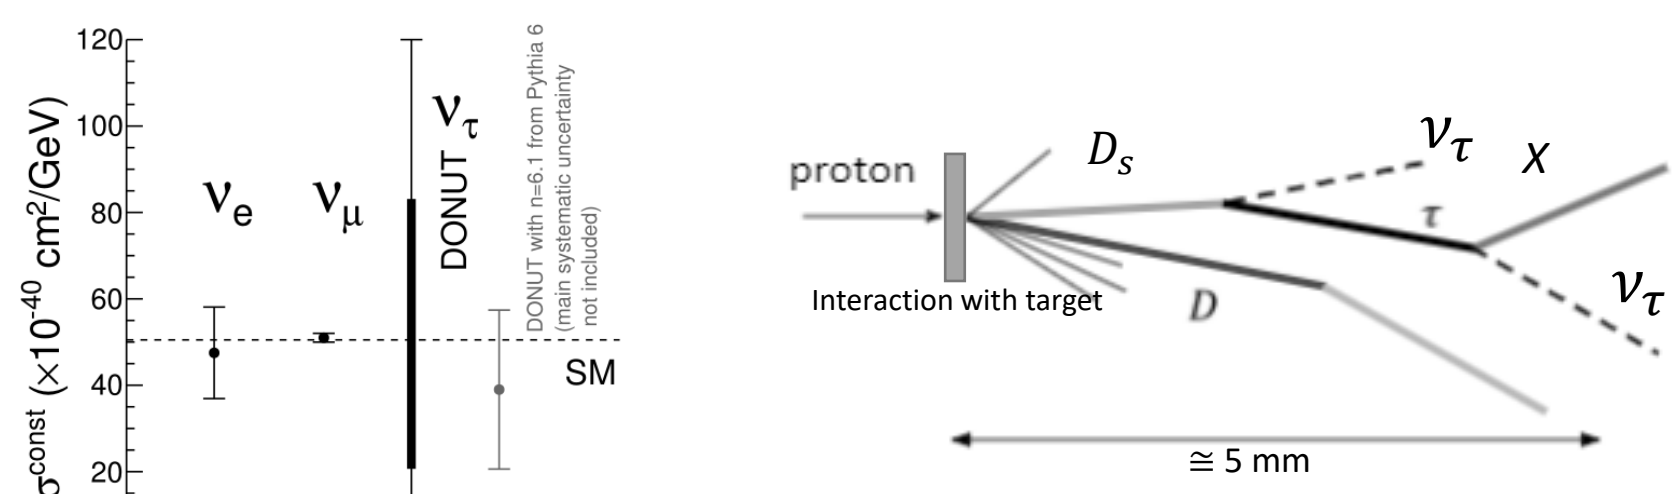 120
100
80
60
40
20
σ^const (×10^-40 cm²/GeV)
ν_e
ν_μ
ν_τ
DONUT
DONUT with n=6.1 from Pythia 6
(main systematic uncertainty
not included)
SM
proton
Interaction with target
D_s
D
ν_τ
τ
X
ν_τ
≅ 5 mm